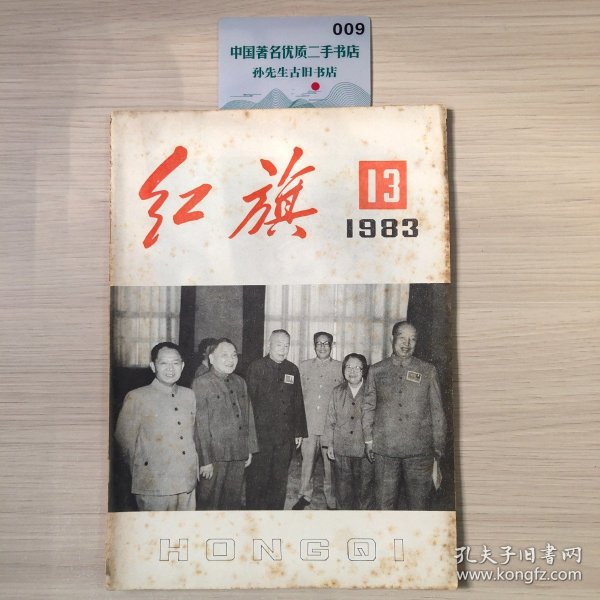 009
中国著名优质二手书店
孙先生古旧书店
红旗
13
1983
HONGQI
孔夫子旧书网
www.kongfz.com